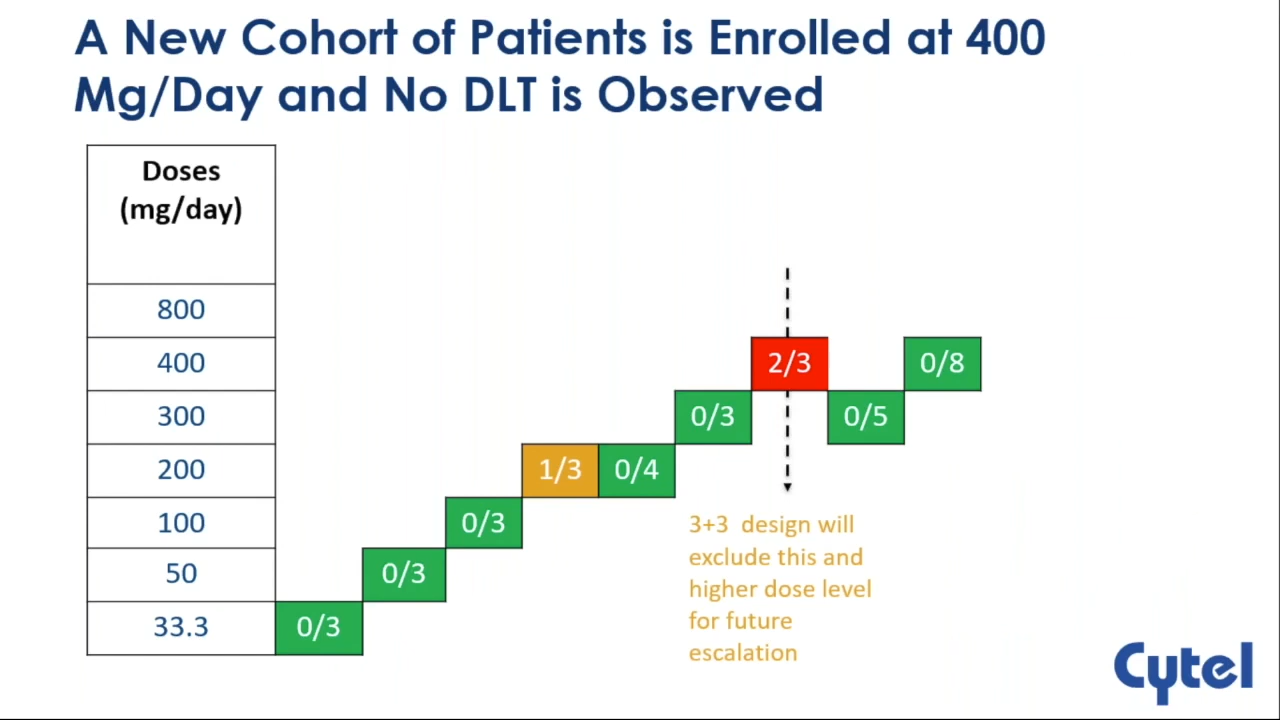 A New Cohort of Patients is Enrolled at 400
Mg/Day and No DLT is Observed
Doses
(mg/day)
800
400
2/3
0/8
300
0/3
0/5
200
1/3
0/4
100
0/3
50
0/3
33.3
0/3
3+3 design will
exclude this and
higher dose level
for future
escalation
Cytel